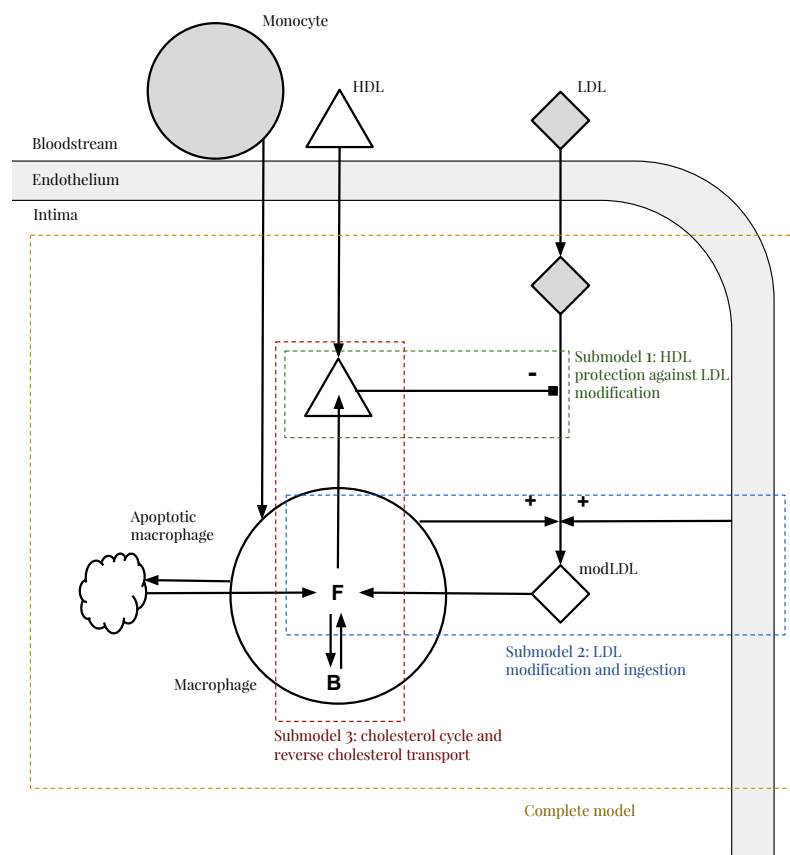 Monocyte
HDL
LDL
Bloodstream
Endothelium
Intima
Submodel 1: HDL
protection against LDL
modification
-
+
+
Apoptotic
macrophage
modLDL
F
B
Macrophage
Submodel 2: LDL
modification and ingestion
Submodel 3: cholesterol cycle and
reverse cholesterol transport
Complete model